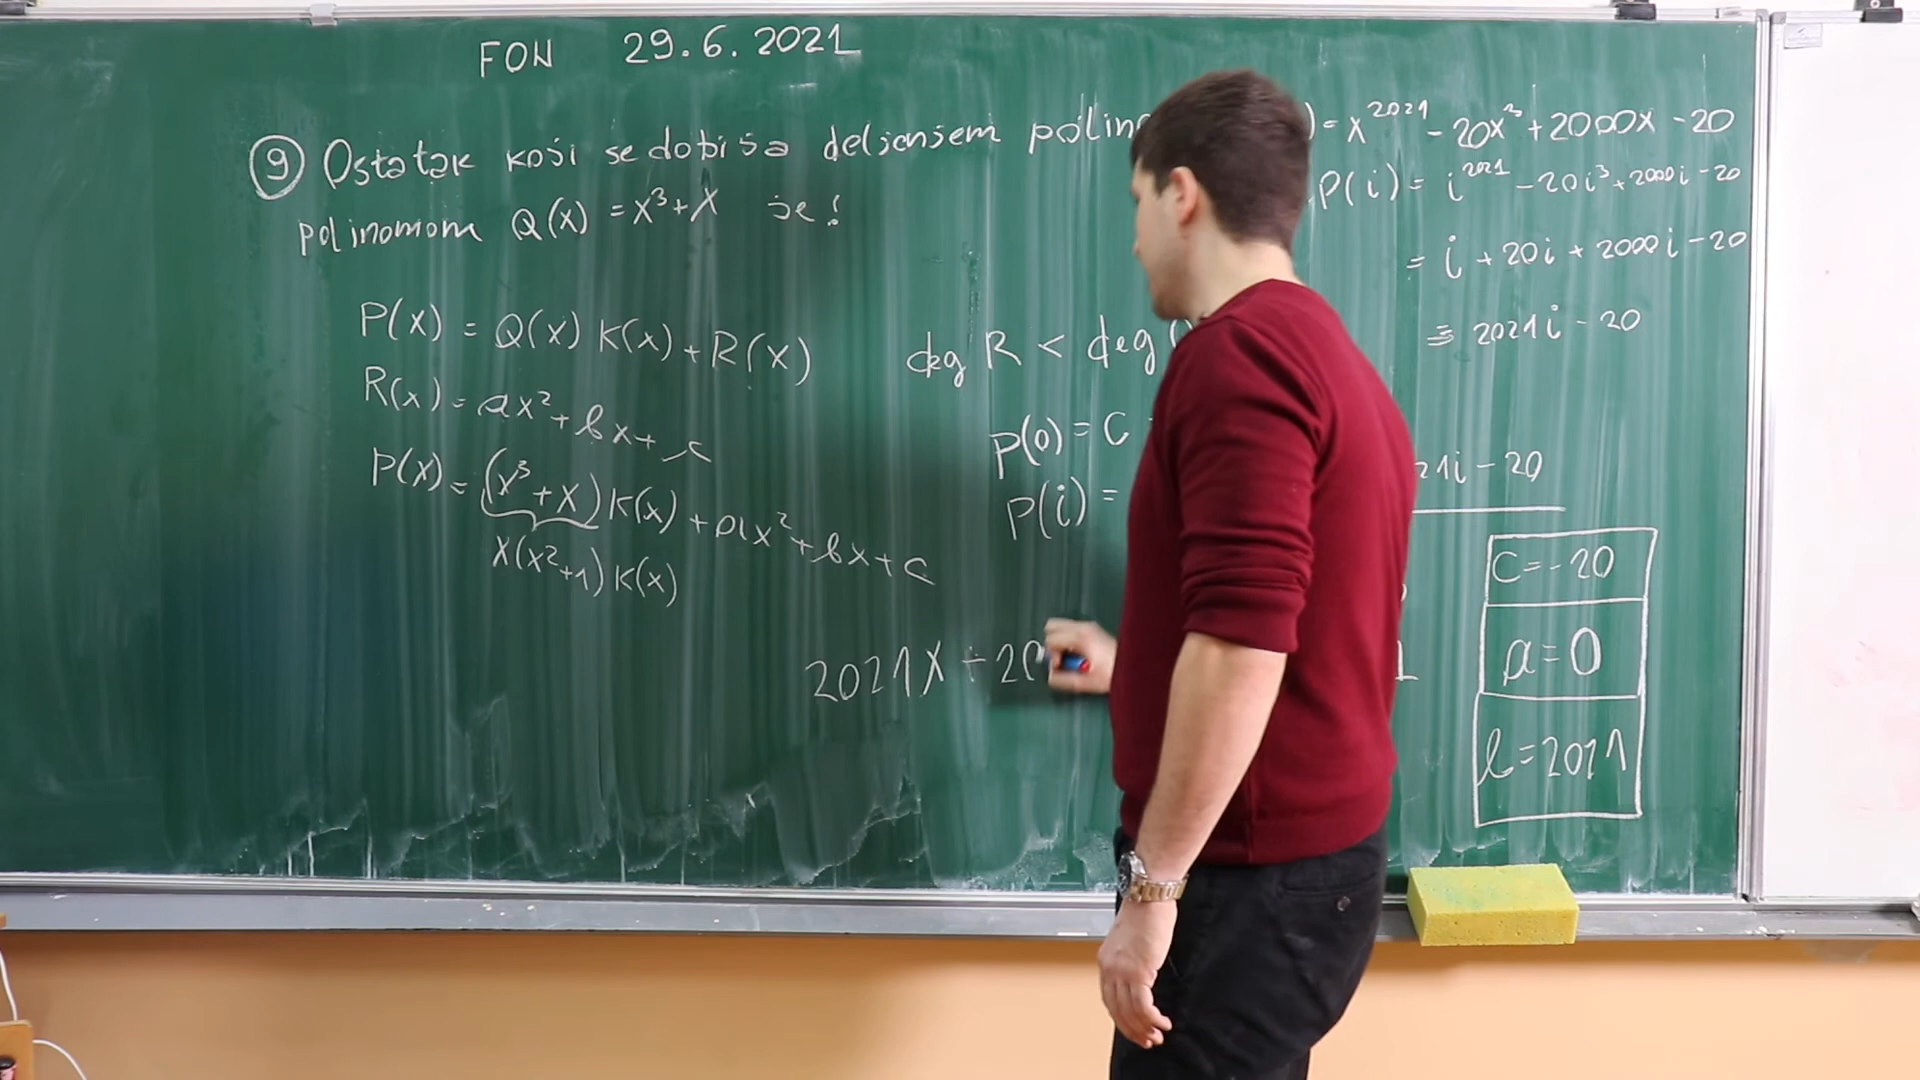 FON 29.6.2021
⑨ Ostatak koji se dobija deljenjem )=x²⁰²¹ - 20x³ + 2000x - 20
polinomom Q(x) = x³+x je:
P(i) = i²⁰²¹ - 20i³ + 2000i - 20
= i + 20i + 2000i - 20
= 2021i - 20
P(x) = Q(x) K(x) + R(x)
R(x) = ax² + bx + c
P(x) = (x³ + x) K(x) + ax² + bx + c
x(x²+1) K(x)
deg R < deg
P(0) = C
P(i) = 21i - 20
C = -20
a = 0
b = 2021
2021x - 20